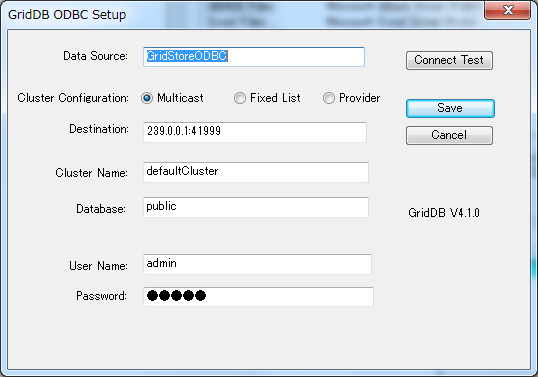 GridDB ODBC Setup
Data Source: GridStoreODBC
Connect Test
Cluster Configuration: Multicast Fixed List Provider
Save
Destination: 239.0.0.1:41999
Cancel
Cluster Name: defaultCluster
Database: public
GridDB V4.1.0
User Name: admin
Password: ●●●●●